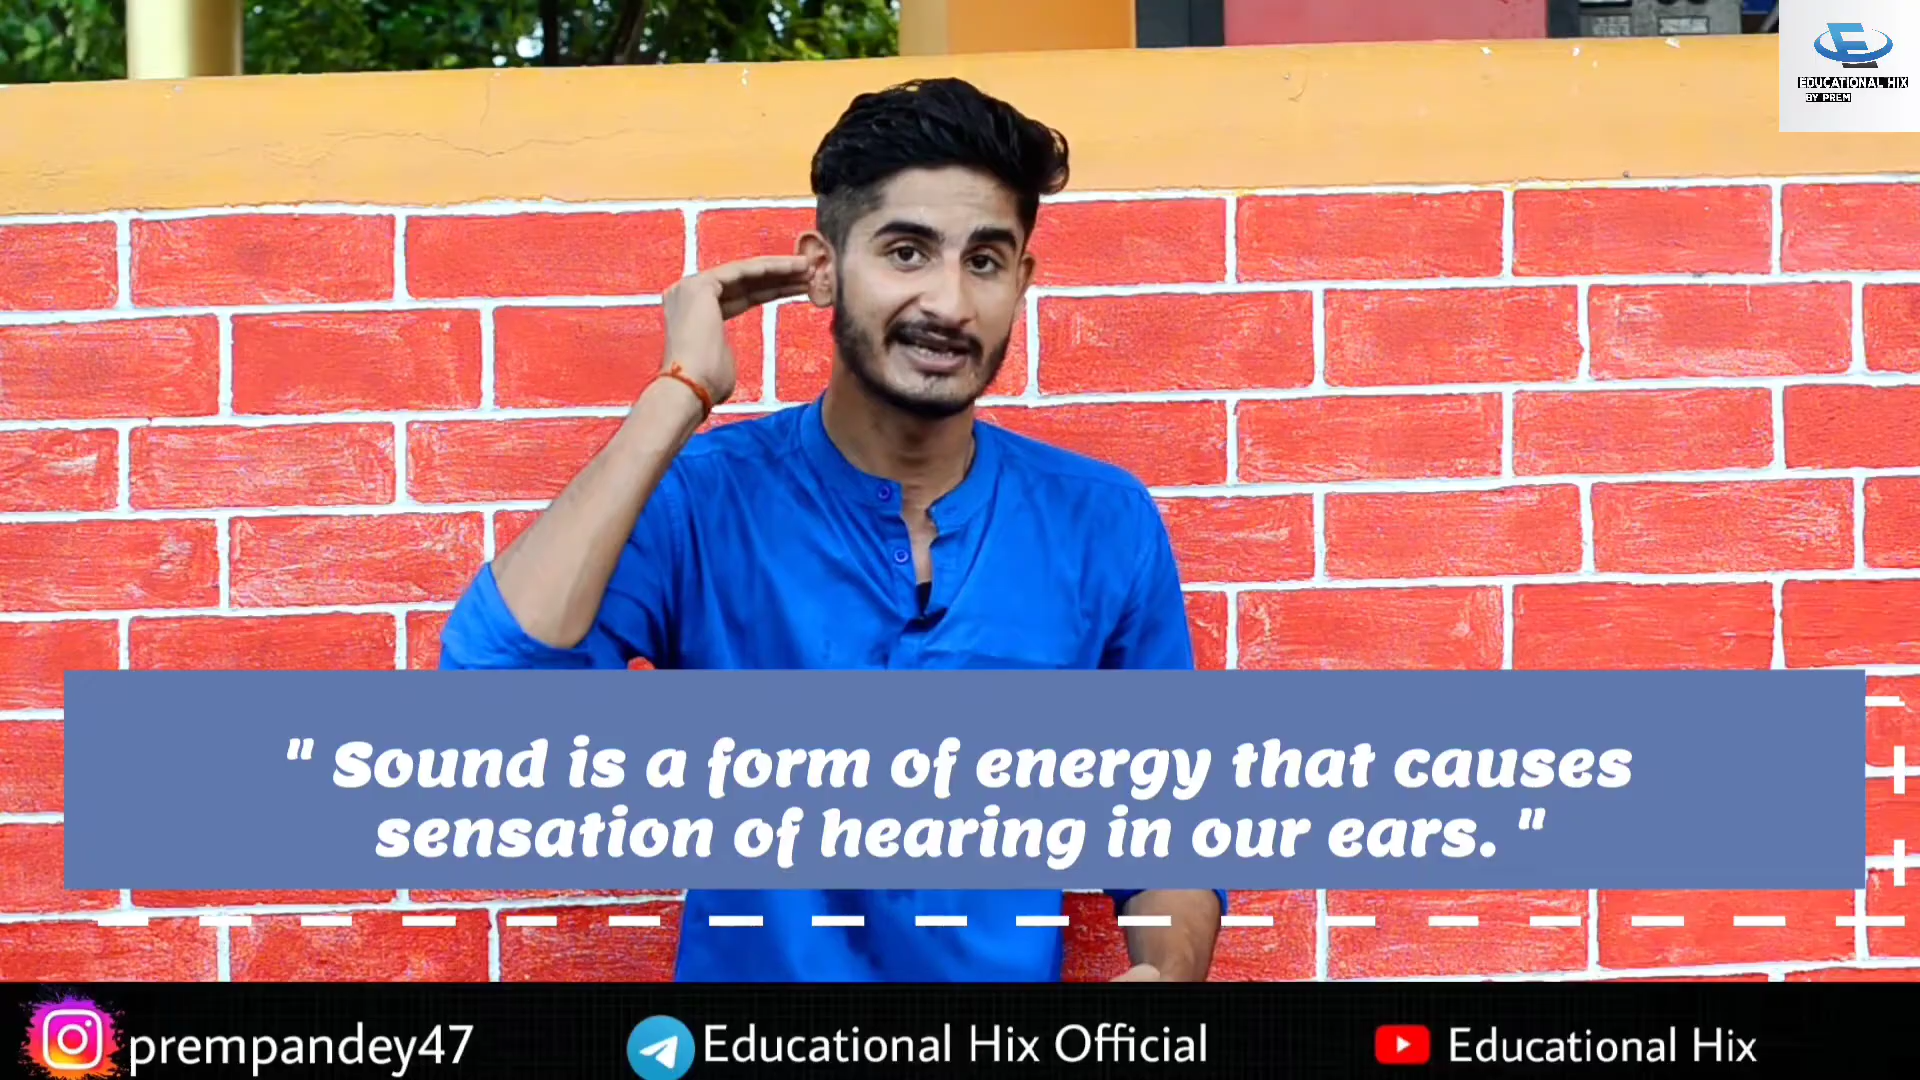 EDUCATIONAL HIX
BY PREM
" Sound is a form of energy that causes
sensation of hearing in our ears. "
prempandey47
Educational Hix Official
Educational Hix